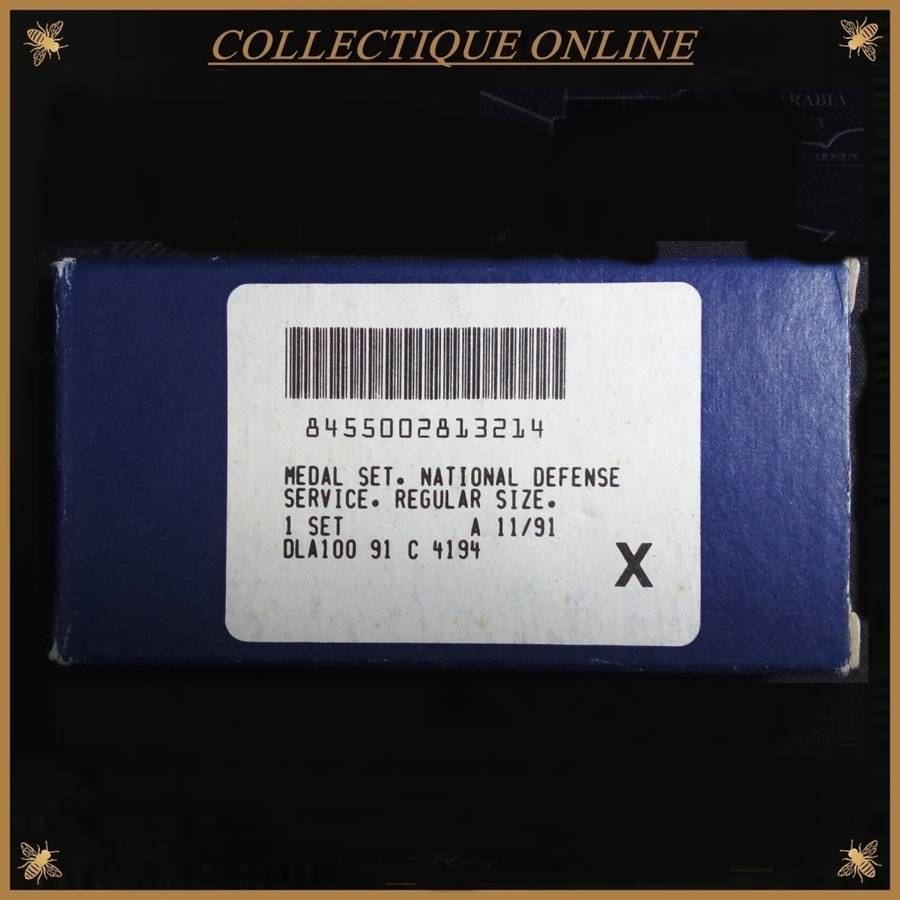 COLLECTIQUE ONLINE
ARABIA
8455002813214
MEDAL SET. NATIONAL DEFENSE
SERVICE. REGULAR SIZE.
1 SET A 11/91
DLA100 91 C 4194
X